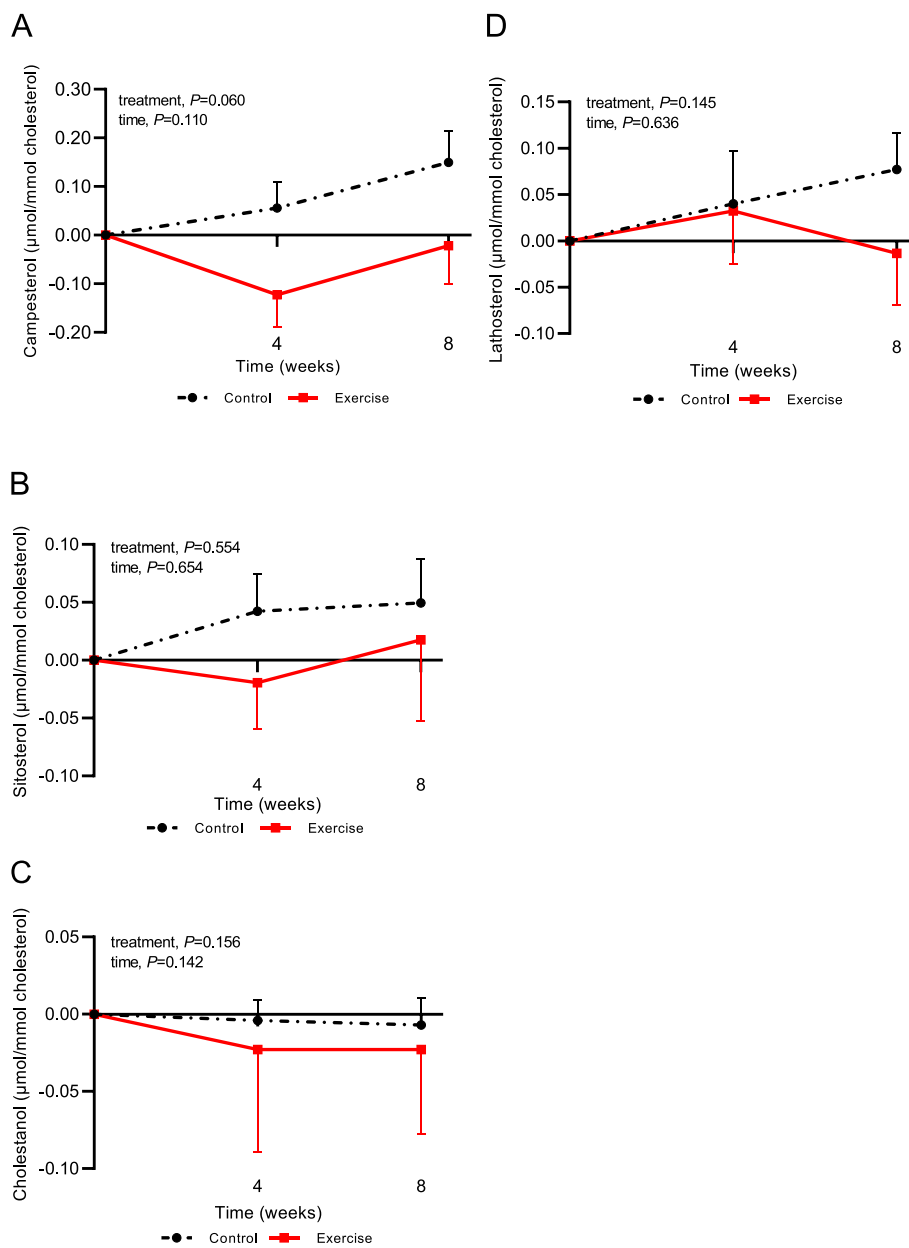 A
Campesterol (µmol/mmol cholesterol)
treatment, P=0.060
time, P=0.110
0.30
0.20
0.10
0.00
-0.10
-0.20
4
8
Time (weeks)
Control
Exercise
D
Lathosterol (µmol/mmol cholesterol)
treatment, P=0.145
time, P=0.636
0.15
0.10
0.05
0.00
-0.05
-0.10
4
8
Time (weeks)
Control
Exercise
B
Sitosterol (µmol/mmol cholesterol)
treatment, P=0.554
time, P=0.654
0.10
0.05
0.00
-0.05
-0.10
4
8
Time (weeks)
Control
Exercise
C
Cholestanol (µmol/mmol cholesterol)
treatment, P=0.156
time, P=0.142
0.05
0.00
-0.05
-0.10
4
8
Time (weeks)
Control
Exercise